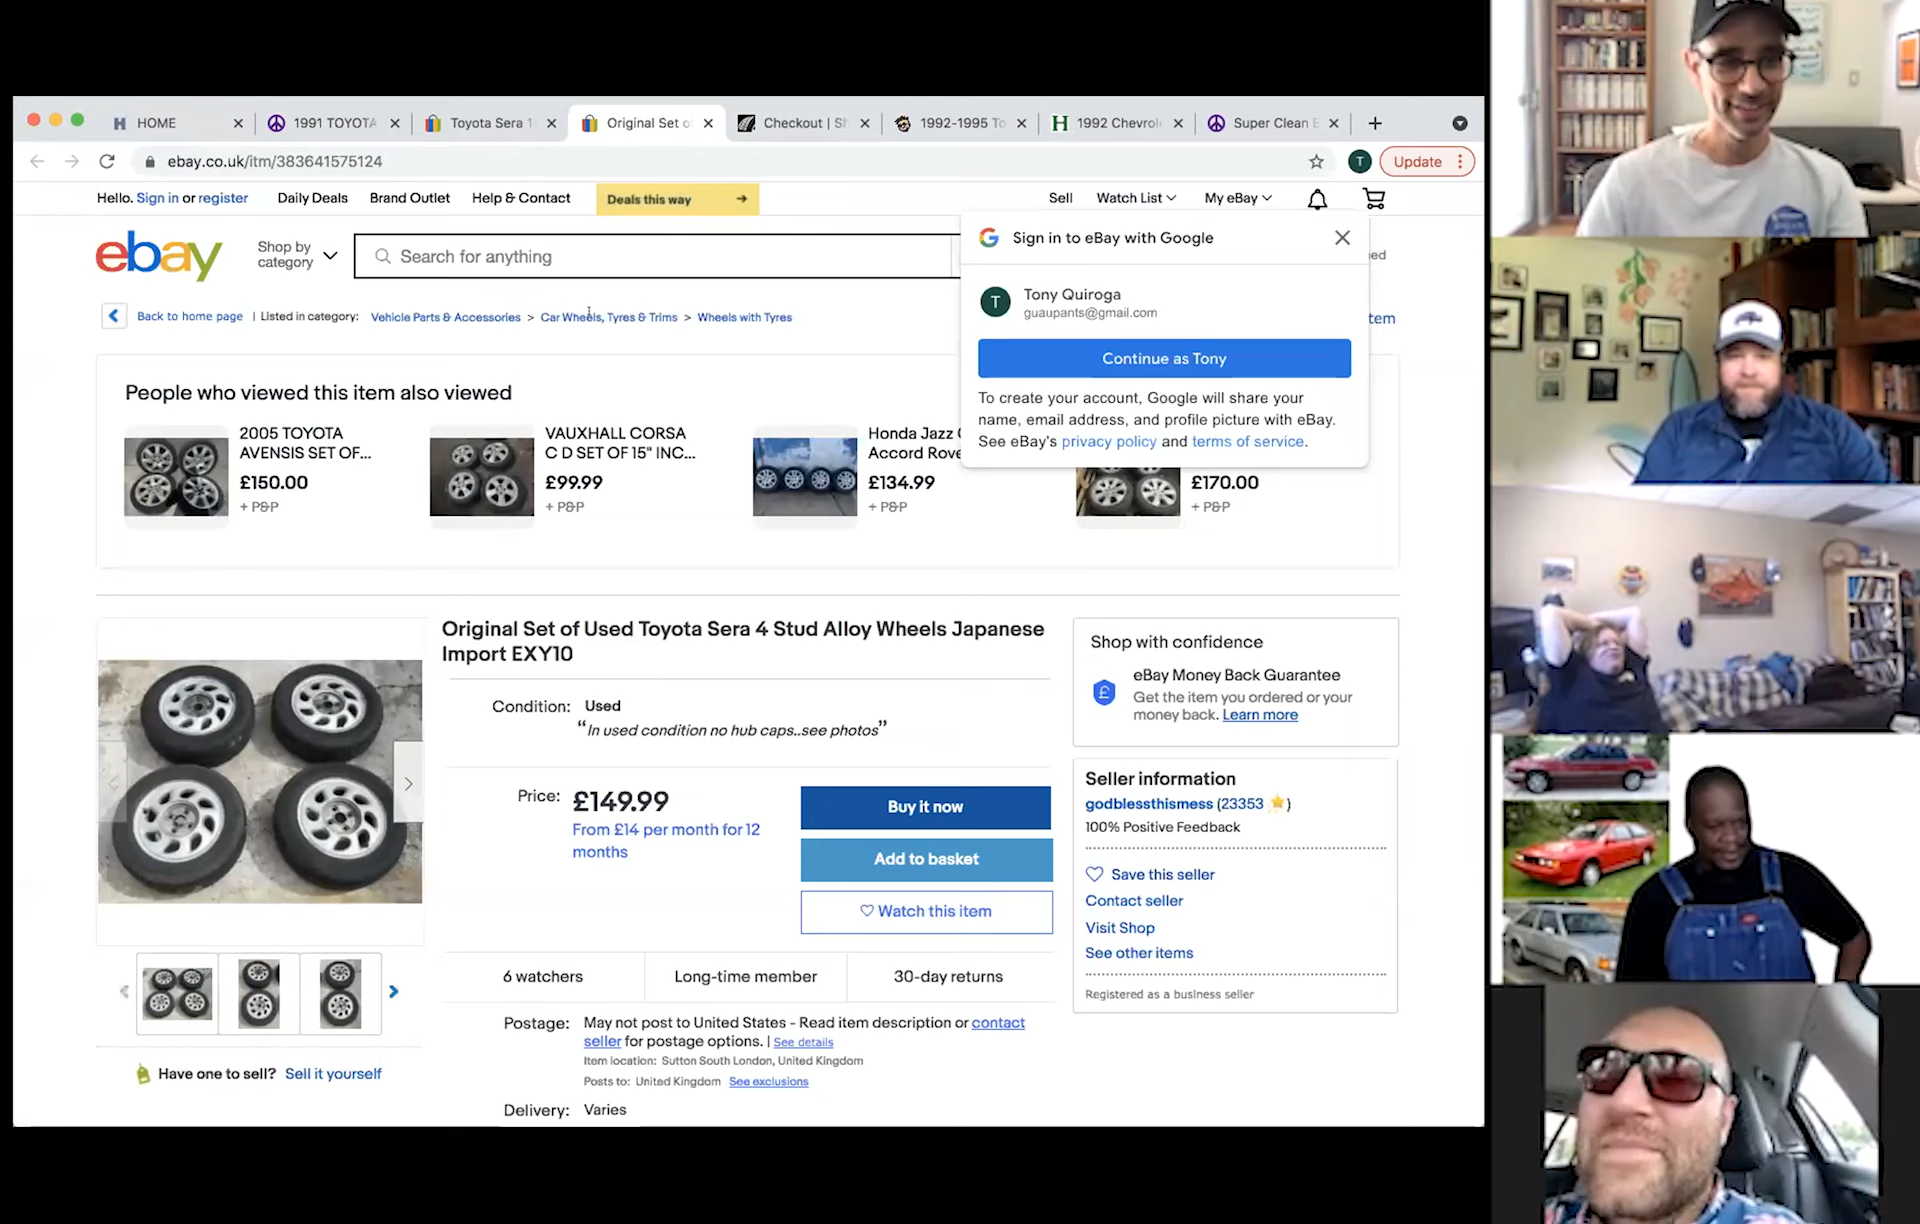 HOME
1991 TOYOTA
Toyota Sera 1
Original Set o
Checkout | S
1992-1995 To
1992 Chevrol
Super Clean
ebay.co.uk/itm/383641575124
T
Update
Hello. Sign in or register
Daily Deals
Brand Outlet
Help & Contact
Deals this way
Sell
Watch List
My eBay
ebay
Shop by category
Search for anything
Sign in to eBay with Google
T
Tony Quiroga
guaupants@gmail.com
Continue as Tony
To create your account, Google will share your
name, email address, and profile picture with eBay.
See eBay's privacy policy and terms of service.
Back to home page | Listed in category: Vehicle Parts & Accessories > Car Wheels, Tyres & Trims > Wheels with Tyres
People who viewed this item also viewed
2005 TOYOTA
AVENSIS SET OF...
£150.00
+ P&P
VAUXHALL CORSA
C D SET OF 15" INC...
£99.99
+ P&P
Honda Jazz
Accord Rove
£134.99
+ P&P
£170.00
+ P&P
Original Set of Used Toyota Sera 4 Stud Alloy Wheels Japanese
Import EXY10
Condition: Used
“In used condition no hub caps..see photos”
Price: £149.99
From £14 per month for 12
months
Buy it now
Add to basket
Watch this item
6 watchers
Long-time member
30-day returns
Postage: May not post to United States - Read item description or contact
seller for postage options. | See details
Item location: Sutton South London, United Kingdom
Posts to: United Kingdom See exclusions
Delivery: Varies
Have one to sell? Sell it yourself
Shop with confidence
eBay Money Back Guarantee
Get the item you ordered or your
money back. Learn more
Seller information
godblessthismess (23353)
100% Positive Feedback
Save this seller
Contact seller
Visit Shop
See other items
Registered as a business seller